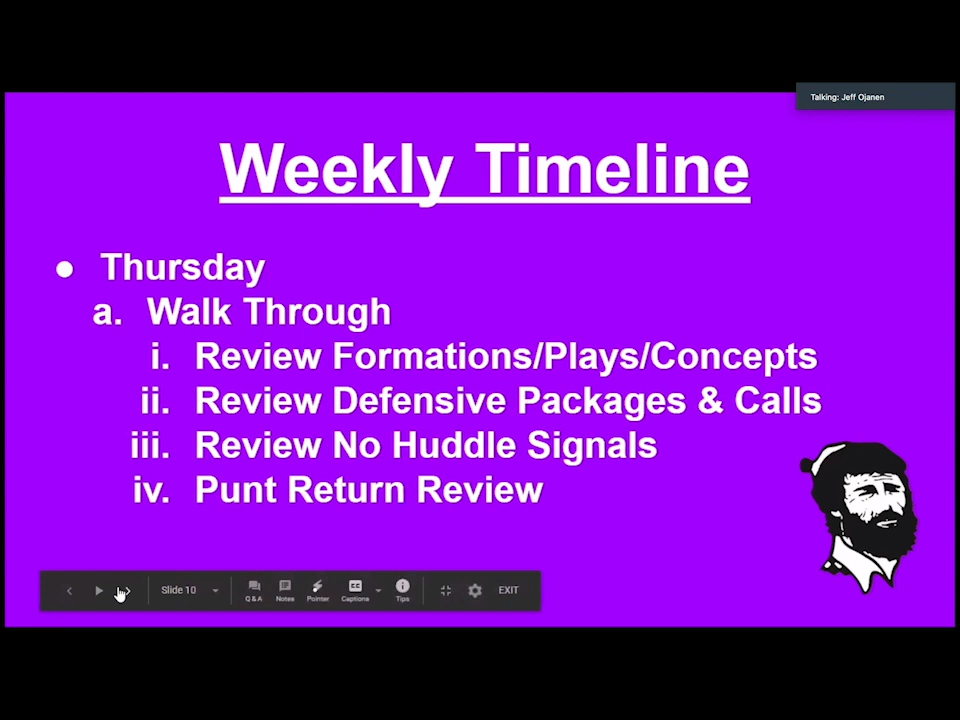 Talking: Jeff Ojanen
Weekly Timeline
● Thursday
a. Walk Through
i. Review Formations/Plays/Concepts
ii. Review Defensive Packages & Calls
iii. Review No Huddle Signals
iv. Punt Return Review
Slide 10 Q & A Notes Pointer CC Captions Tips EXIT